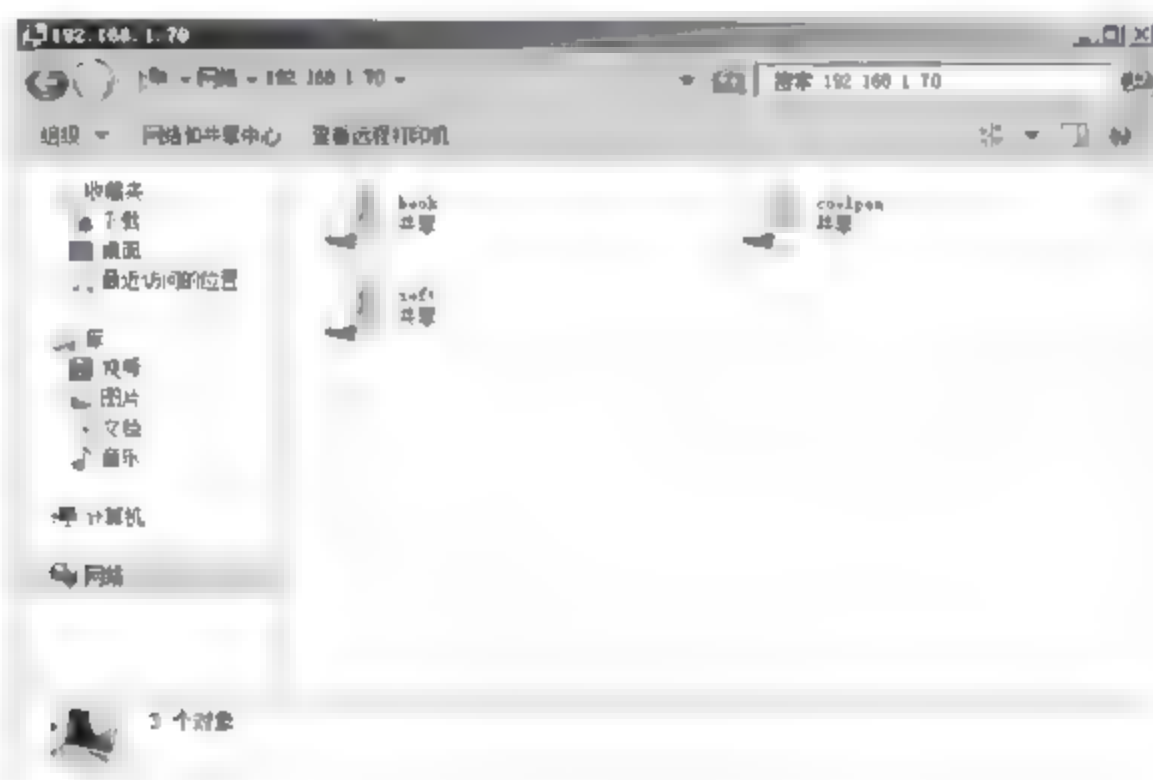 192.168.1.70
网络 192.168.1.70
搜索 192.168.1.70
组织 网络和共享中心 查看远程打印机
收藏夹
下载
桌面
最近访问的位置
库
视频
图片
文档
音乐
计算机
网络
book
共享
coolpen
共享
soft
共享
3 个对象